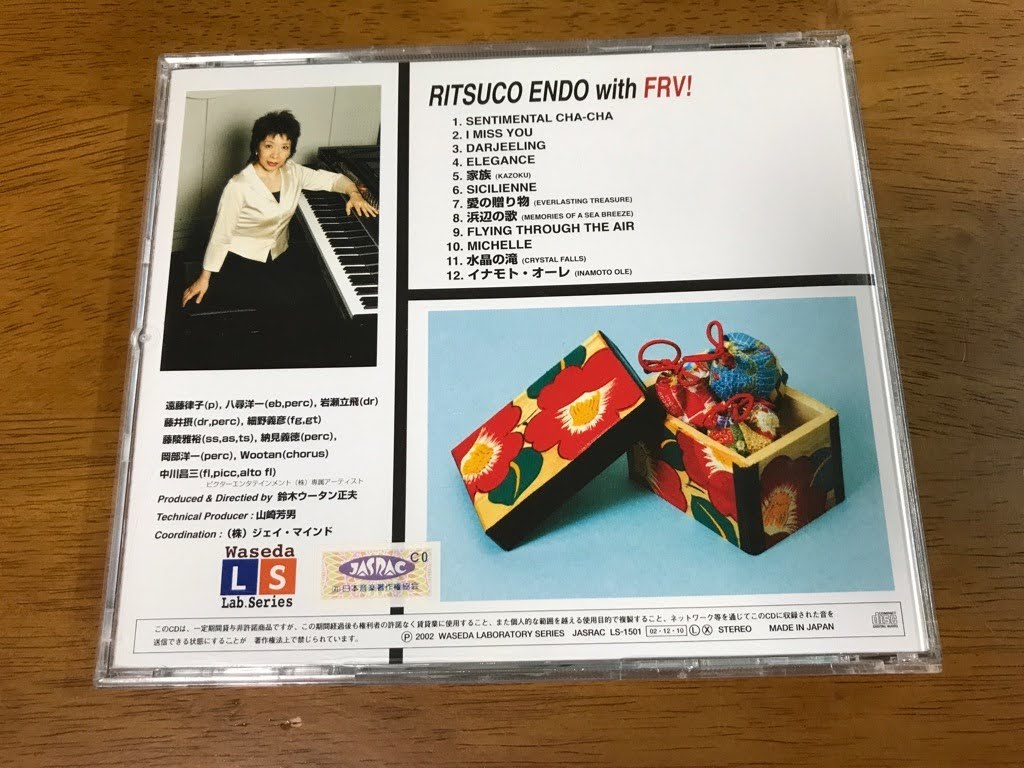 RITSUCO ENDO with FRV!
1. SENTIMENTAL CHA-CHA
2. I MISS YOU
3. DARJEELING
4. ELEGANCE
5. 家族 (KAZOKU)
6. SICILIENNE
7. 愛の贈り物 (EVERLASTING TREASURE)
8. 浜辺の歌 (MEMORIES OF A SEA BREEZE)
9. FLYING THROUGH THE AIR
10. MICHELLE
11. 水晶の滝 (CRYSTAL FALLS)
12. イナモト・オーレ (INAMOTO OLE)
遠藤律子(p), 八尋洋一(eb,perc), 岩瀬立飛(dr)
藤井摂(dr,perc), 細野義彦(fg,gt)
藤陵雅裕(ss,as,ts), 納見義徳(perc),
岡部洋一(perc), Wootan(chorus)
中川昌三(fl,picc,alto fl)
ビクターエンタテインメント（株）専属アーティスト
Produced & Directied by 鈴木ウータン正夫
Technical Producer : 山崎芳男
Coordination : （株）ジェイ・マインド
Waseda
LS
Lab.Series
C0
JASRAC
日本音楽著作権協会
このCDは、一定期間貸与非許諾商品ですが、この期間経過後も権利者の許諾なく賃貸業に使用すること、また個人的な範囲を越える使用目的で複製すること、ネットワーク等を通じてこのCDに収録された音を
送信できる状態にすることが 著作権法上で禁じられています。
Ⓟ 2002 WASEDA LABORATORY SERIES JASRAC LS-1501 02・12・10 Ⓛ Ⓧ STEREO MADE IN JAPAN